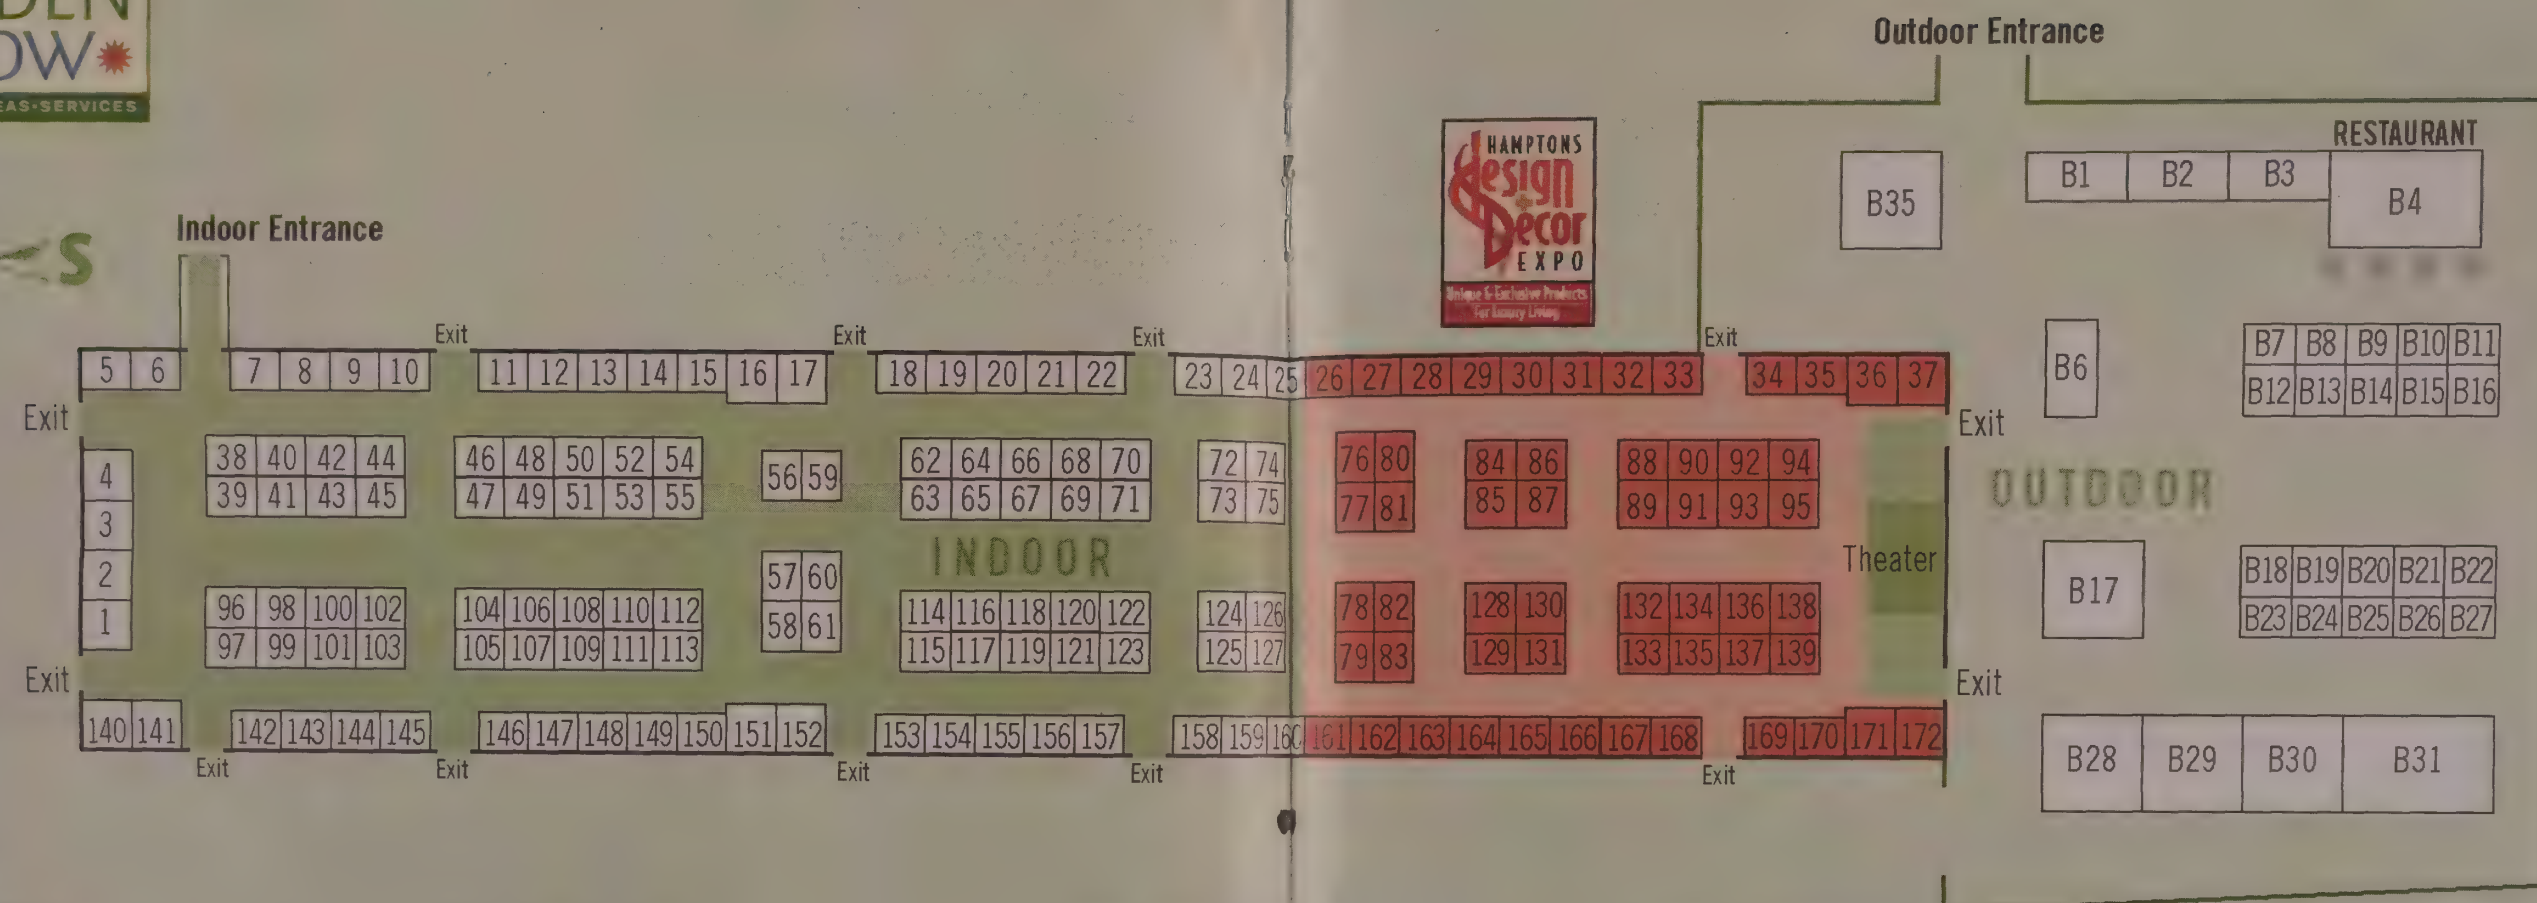 DEN
OW
EAS·SERVICES
S
Outdoor Entrance
HAMPTONS
design
+
Decor
EXPO
Unique & Exclusive Products
For Luxury Living
RESTAURANT
B35
B1 B2 B3 B4
Indoor Entrance
Exit Exit Exit Exit
5 6 7 8 9 10 11 12 13 14 15 16 17 18 19 20 21 22 23 24 25 26 27 28 29 30 31 32 33 34 35 36 37
B6
B7 B8 B9 B10 B11
B12 B13 B14 B15 B16
Exit Exit
4
3
2
1
38 40 42 44 46 48 50 52 54 56 59 62 64 66 68 70 72 74 76 80 84 86 88 90 92 94
39 41 43 45 47 49 51 53 55 63 65 67 69 71 73 75 77 81 85 87 89 91 93 95
OUTDOOR
INDOOR
Theater
57 60
58 61
B17
B18 B19 B20 B21 B22
B23 B24 B25 B26 B27
96 98 100 102 104 106 108 110 112 114 116 118 120 122 124 126 78 82 128 130 132 134 136 138
97 99 101 103 105 107 109 111 113 115 117 119 121 123 125 127 79 83 129 131 133 135 137 139
Exit Exit
140 141 142 143 144 145 146 147 148 149 150 151 152 153 154 155 156 157 158 159 160 161 162 163 164 165 166 167 168 169 170 171 172
B28 B29 B30 B31
Exit Exit Exit Exit Exit